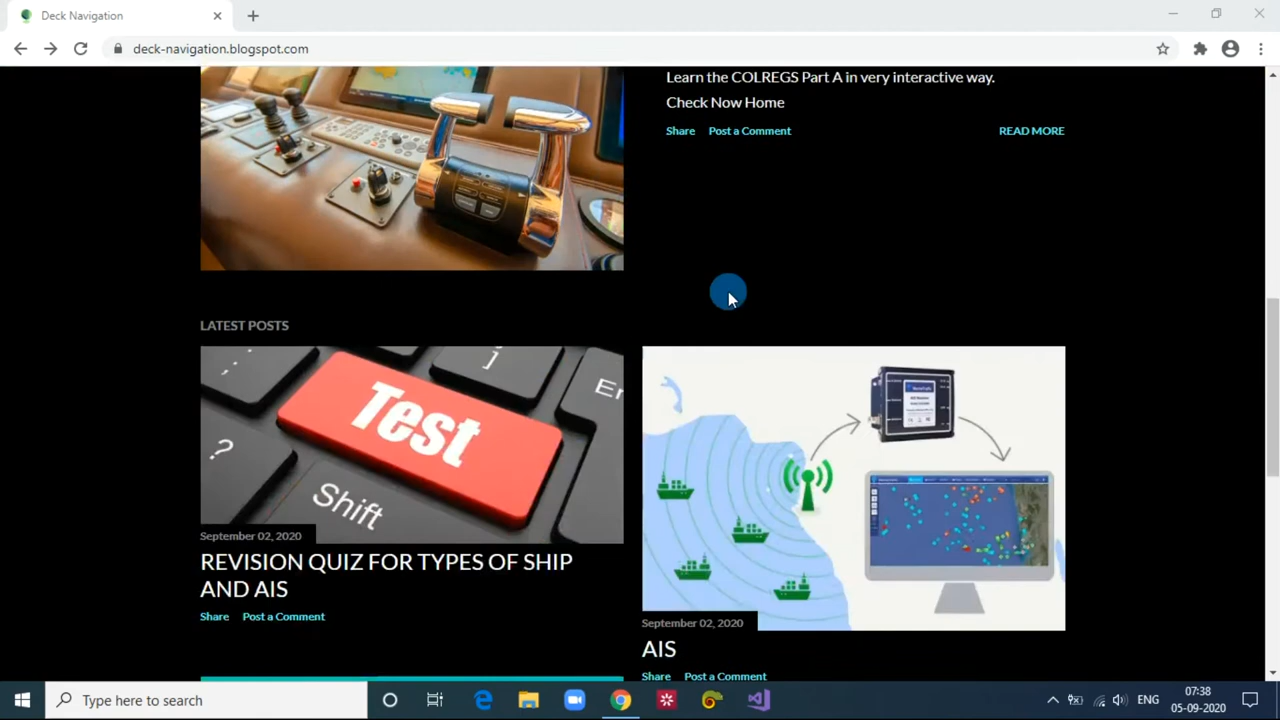 Deck Navigation
deck-navigation.blogspot.com
Learn the COLREGS Part A in very interactive way.
Check Now Home
Share Post a Comment READ MORE
LATEST POSTS
Test
Shift
En
;
]
?
September 02, 2020
REVISION QUIZ FOR TYPES OF SHIP
AND AIS
Share Post a Comment
September 02, 2020
AIS
Share Post a Comment
Type here to search
ENG
07:38
05-09-2020